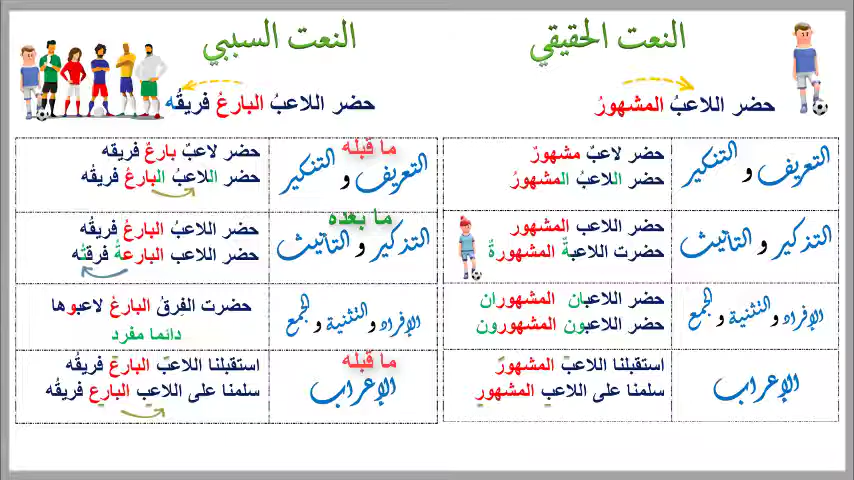 النعت الحقيقي
حضر اللاعبُ المشهورُ
التعريف و التنكير
حضر لاعبٌ مشهورٌ
حضر اللاعبُ المشهورُ
التذكير و التأنيث
حضر اللاعب المشهور
حضرت اللاعبةُ المشهورةُ
الإفراد و التثنية و الجمع
حضر اللاعبان المشهوران
حضر اللاعبون المشهورون
الإعراب
استقبلنا اللاعبَ المشهورَ
سلمنا على اللاعبِ المشهورِ
النعت السببي
حضر اللاعبُ البارعُ فريقُه
ما قبله
التعريف و التنكير
حضر لاعبٌ بارعٌ فريقه
حضر اللاعبُ البارعُ فريقُه
ما بعده
التذكير و التأنيث
حضر اللاعب البارعُ فريقُه
حضر اللاعب البارعةُ فرقتُه
الإفراد و التثنية و الجمع
حضرت الفرقُ البارعُ لاعبوها
دائما مفرد
ما قبله
الإعراب
استقبلنا اللاعبَ البارعَ فريقُه
سلمنا على اللاعبِ البارعِ فريقُه